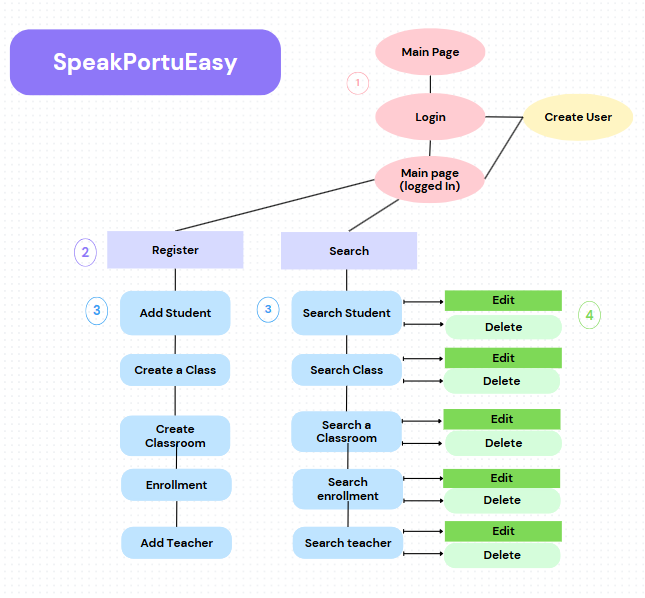 SpeakPortuEasy
Main Page
1
Login
Create User
Main page
(logged In)
2
Register
Search
3
Add Student
3
Search Student
Edit
Delete
4
Create a Class
Search Class
Edit
Delete
Create
Classroom
Search a
Classroom
Edit
Delete
Enrollment
Search
enrollment
Edit
Delete
Add Teacher
Search teacher
Edit
Delete